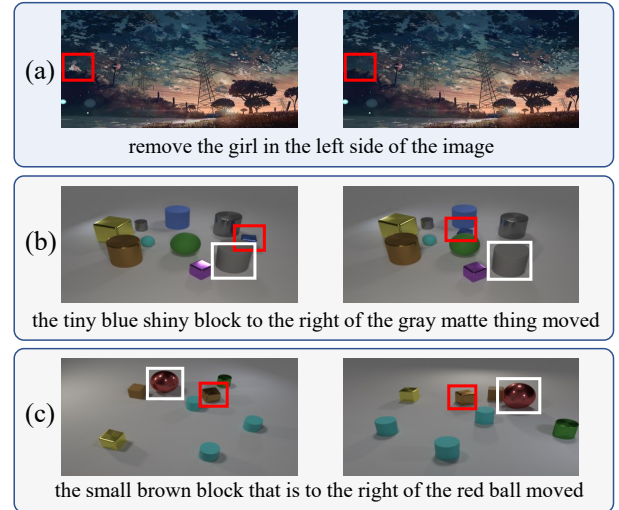 (a)
remove the girl in the left side of the image
(b)
the tiny blue shiny block to the right of the gray matte thing moved
(c)
the small brown block that is to the right of the red ball moved